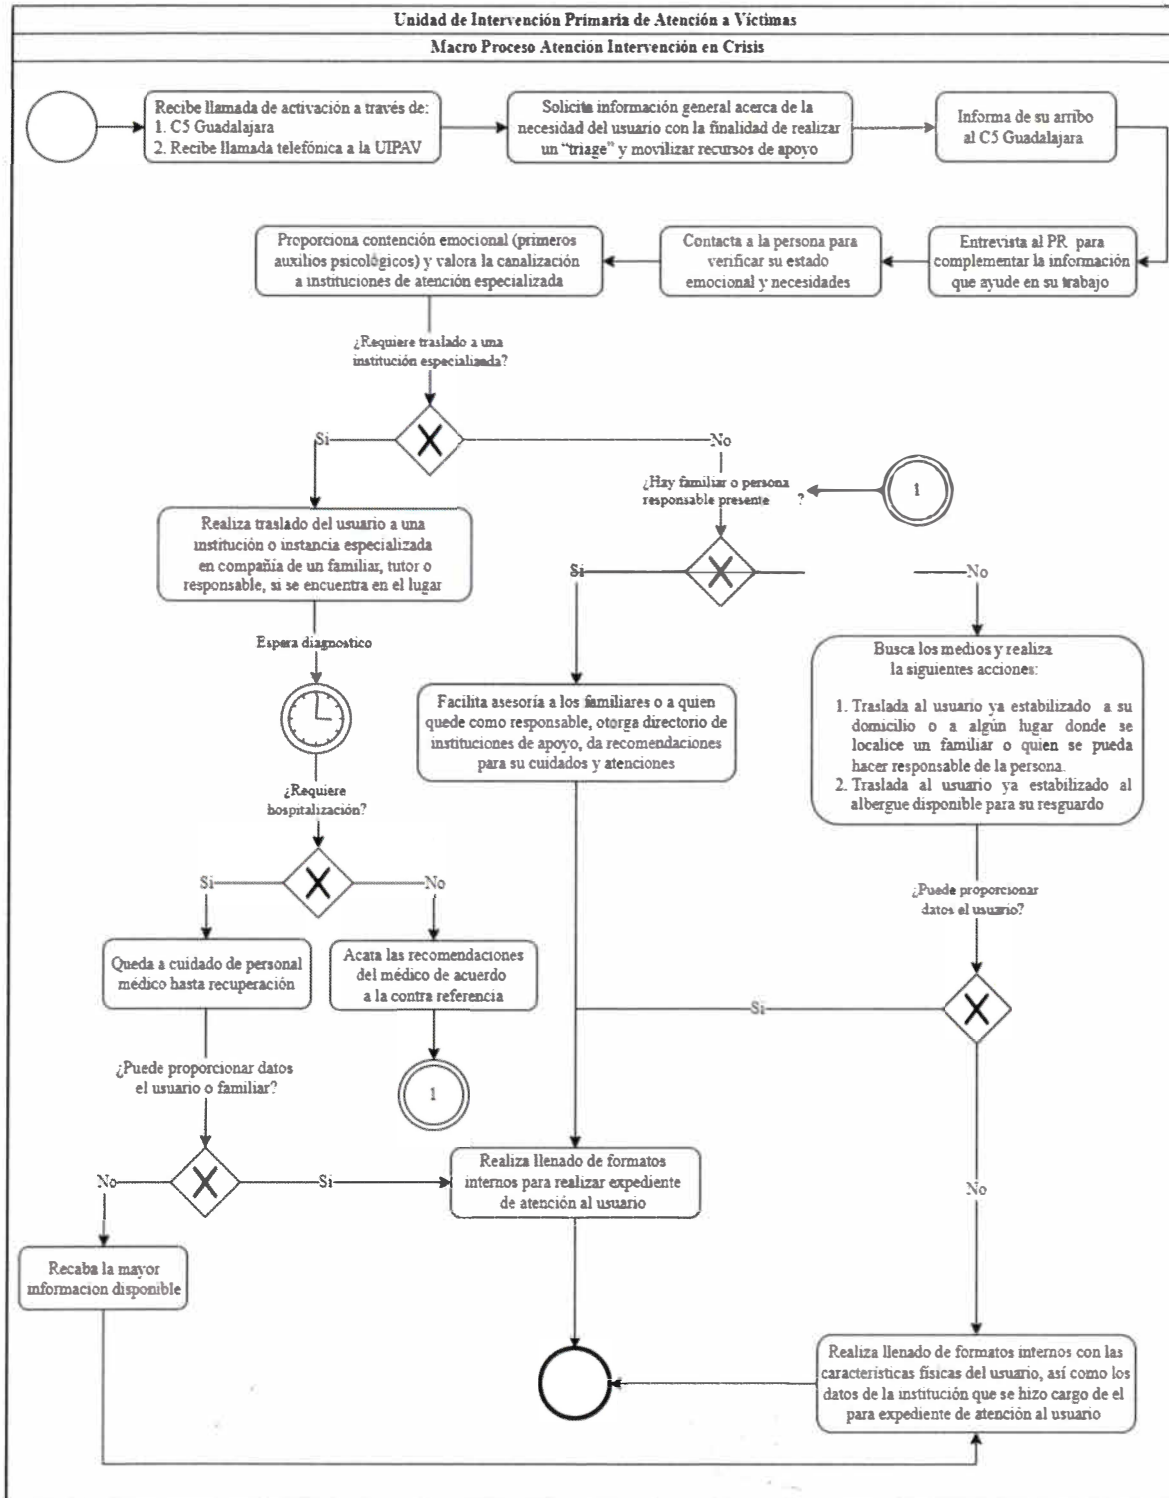 Unidad de Intervención Primaria de Atención a Víctimas
Macro Proceso Atención Intervención en Crisis
Recibe llamada de activación a través de:
1. C5 Guadalajara
2. Recibe llamada telefónica a la UIPAV
Solicita información general acerca de la
necesidad del usuario con la finalidad de realizar
un “triage” y movilizar recursos de apoyo
Informa de su arribo
al C5 Guadalajara
Proporciona contención emocional (primeros
auxilios psicológicos) y valora la canalización
a instituciones de atención especializada
Contacta a la persona para
verificar su estado
emocional y necesidades
Entrevista al PR para
complementar la información
que ayude en su trabajo
¿Requiere traslado a una
institución especializada?
Si
No
¿Hay familiar o persona
responsable presente ?
1
Realiza traslado del usuario a una
institución o instancia especializada
en compañía de un familiar, tutor o
responsable, si se encuentra en el lugar
Si
No
Espera diagnostico
Busca los medios y realiza
la siguientes acciones:
1. Traslada al usuario ya estabilizado a su
domicilio o a algún lugar donde se
localice un familiar o quien se pueda
hacer responsable de la persona.
2. Traslada al usuario ya estabilizado al
albergue disponible para su resguardo
Facilita asesoría a los familiares o a quien
quede como responsable, otorga directorio de
instituciones de apoyo, da recomendaciones
para su cuidados y atenciones
¿Requiere
hospitalización?
Si
No
¿Puede proporcionar
datos el usuario?
Queda a cuidado de personal
médico hasta recuperación
Acata las recomendaciones
del médico de acuerdo
a la contra referencia
Si
¿Puede proporcionar datos
el usuario o familiar?
1
No
Si
Realiza llenado de formatos
internos para realizar expediente
de atención al usuario
No
Recaba la mayor
informacion disponible
Realiza llenado de formatos internos con las
características físicas del usuario, así como los
datos de la institución que se hizo cargo de el
para expediente de atención al usuario